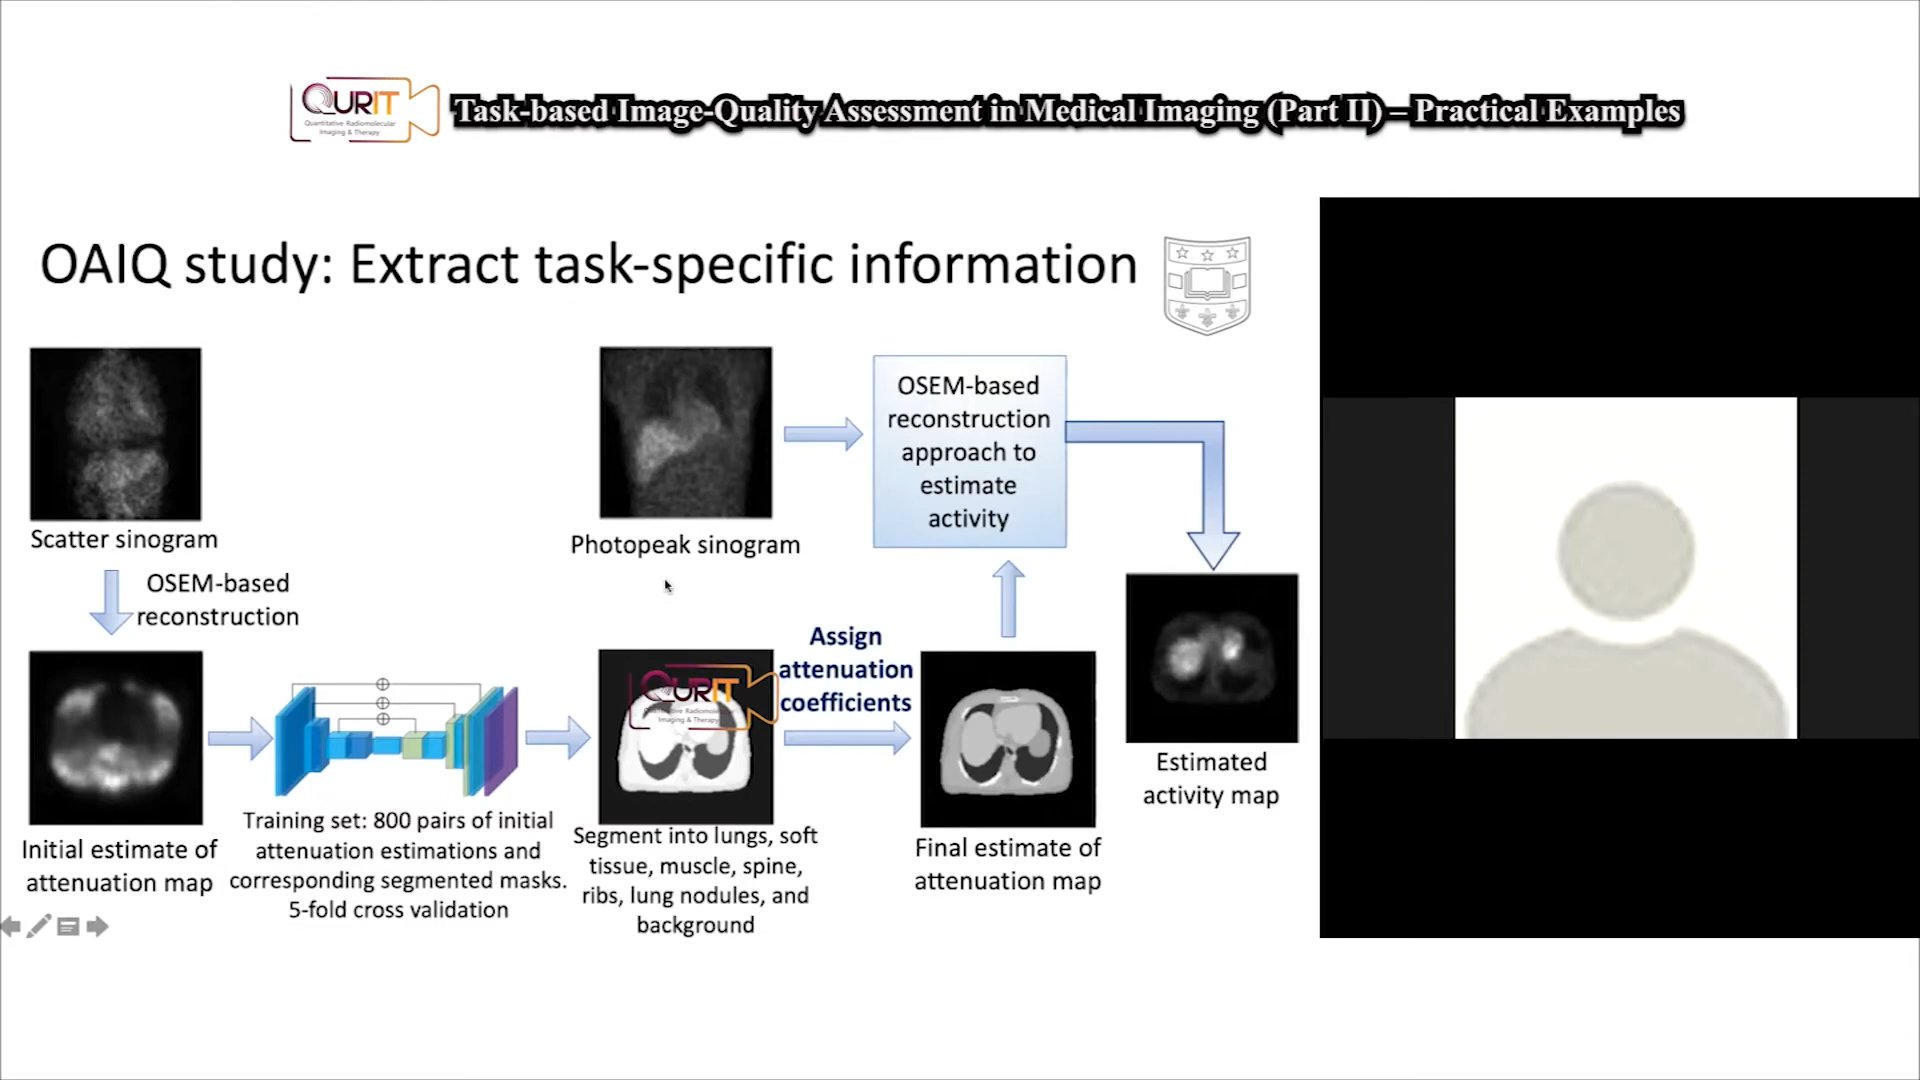 QURIT
Quantitative Radiomolecular
Imaging & Therapy
Task-based Image-Quality Assessment in Medical Imaging (Part II) – Practical Examples
OAIQ study: Extract task-specific information
Scatter sinogram
OSEM-based
reconstruction
Initial estimate of
attenuation map
Training set: 800 pairs of initial
attenuation estimations and
corresponding segmented masks.
5-fold cross validation
Photopeak sinogram
QURIT
Quantitative Radiomolecular
Imaging & Therapy
Segment into lungs, soft
tissue, muscle, spine,
ribs, lung nodules, and
background
Assign
attenuation
coefficients
OSEM-based
reconstruction
approach to
estimate
activity
Final estimate of
attenuation map
Estimated
activity map